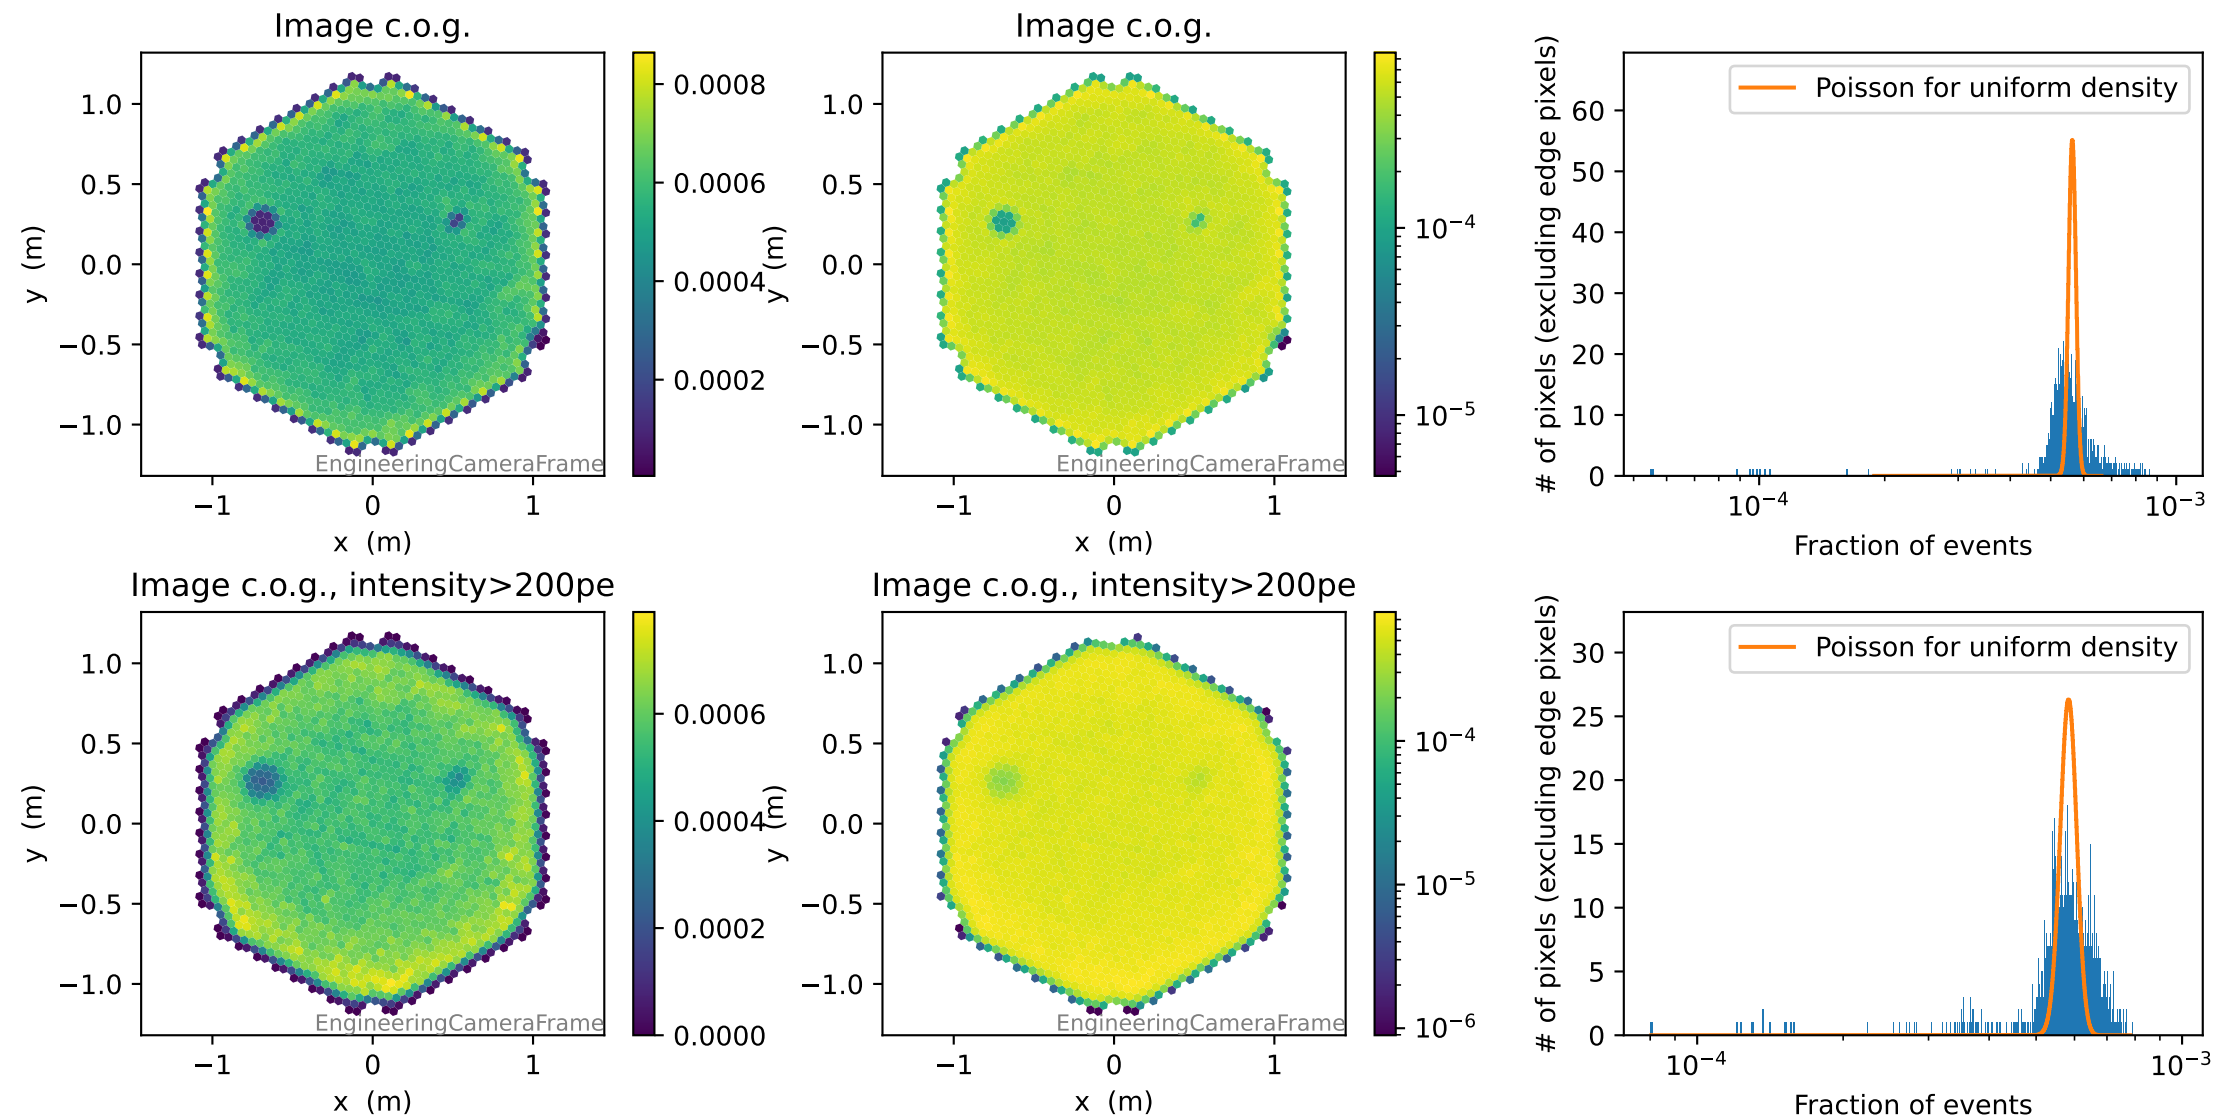 Image c.o.g.
1.0
0.5
0.0
−0.5
−1.0
y (m)
−1
0
1
x (m)
EngineeringCameraFrame
0.0008
0.0006
0.0004
0.0002
Image c.o.g.
1.0
0.5
0.0
−0.5
−1.0
y (m)
−1
0
1
x (m)
EngineeringCameraFrame
10⁻⁴
10⁻⁵
# of pixels (excluding edge pixels)
60
50
40
30
20
10
0
Poisson for uniform density
10⁻⁴
10⁻³
Fraction of events
Image c.o.g., intensity>200pe
1.0
0.5
0.0
−0.5
−1.0
y (m)
−1
0
1
x (m)
EngineeringCameraFrame
0.0006
0.0004
0.0002
0.0000
Image c.o.g., intensity>200pe
1.0
0.5
0.0
−0.5
−1.0
y (m)
−1
0
1
x (m)
EngineeringCameraFrame
10⁻⁴
10⁻⁵
10⁻⁶
# of pixels (excluding edge pixels)
30
25
20
15
10
5
0
Poisson for uniform density
10⁻⁴
10⁻³
Fraction of events